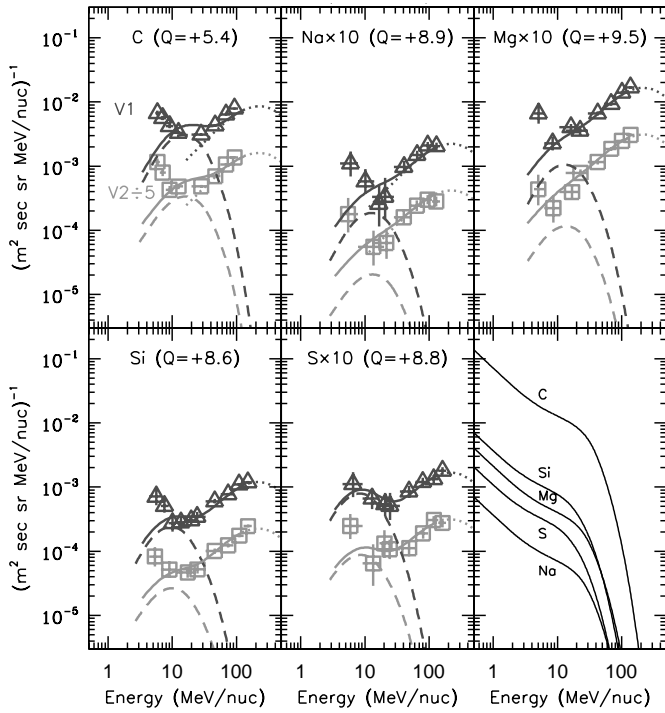 C (Q=+5.4)
Na×10 (Q=+8.9)
Mg×10 (Q=+9.5)
10⁻¹
10⁻²
10⁻³
10⁻⁴
10⁻⁵
(m² sec sr MeV/nuc)⁻¹
V1
V2÷5
Si (Q=+8.6)
S×10 (Q=+8.8)
10⁻¹
10⁻²
10⁻³
10⁻⁴
10⁻⁵
(m² sec sr MeV/nuc)⁻¹
C
Si
Mg
S
Na
1 10 100
1 10 100
1 10 100
Energy (MeV/nuc)
Energy (MeV/nuc)
Energy (MeV/nuc)